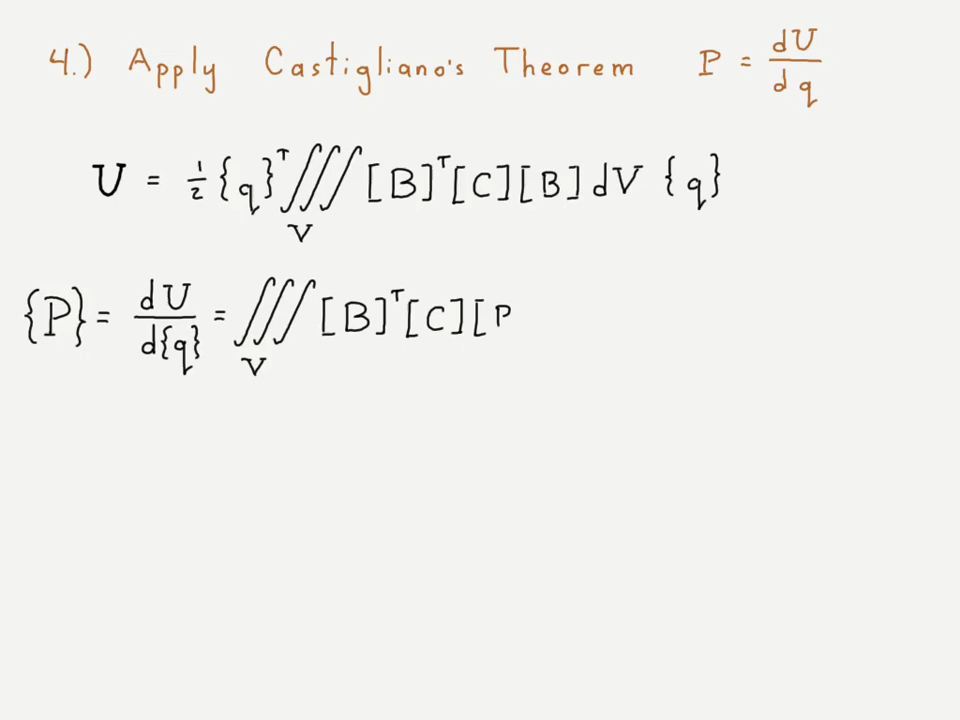 4.) Apply Castigliano's Theorem P = dU/dq
U = ½ {q}ᵀ ∭_V [B]ᵀ [C] [B] dV {q}
{P} = dU/d{q} = ∭_V [B]ᵀ [C] [P